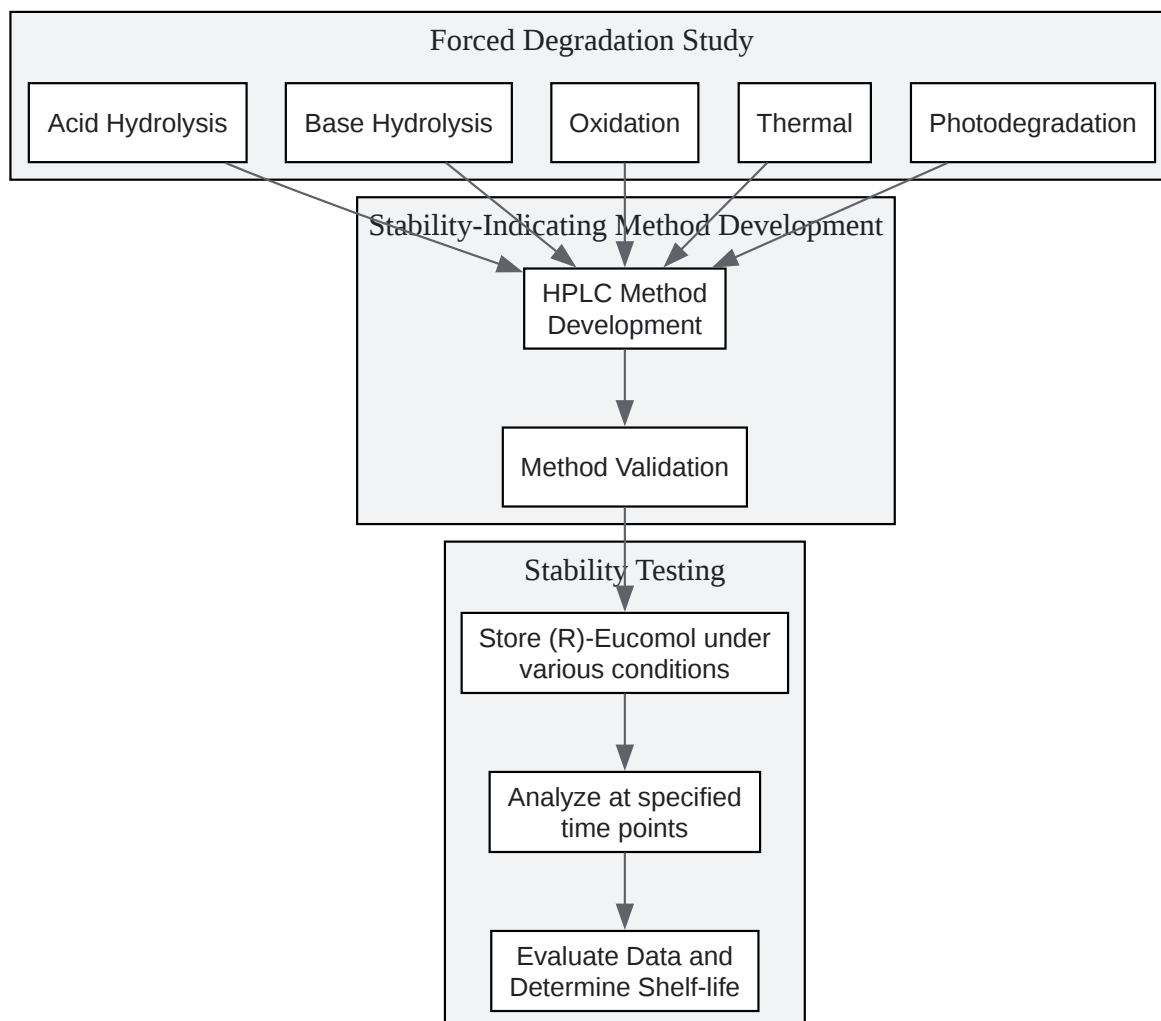 Forced Degradation Study
Acid Hydrolysis
Base Hydrolysis
Oxidation
Thermal
Photodegradation
Stability-Indicating Method Development
HPLC Method
Development
Method Validation
Stability Testing
Store (R)-Eucomol under
various conditions
Analyze at specified
time points
Evaluate Data and
Determine Shelf-life